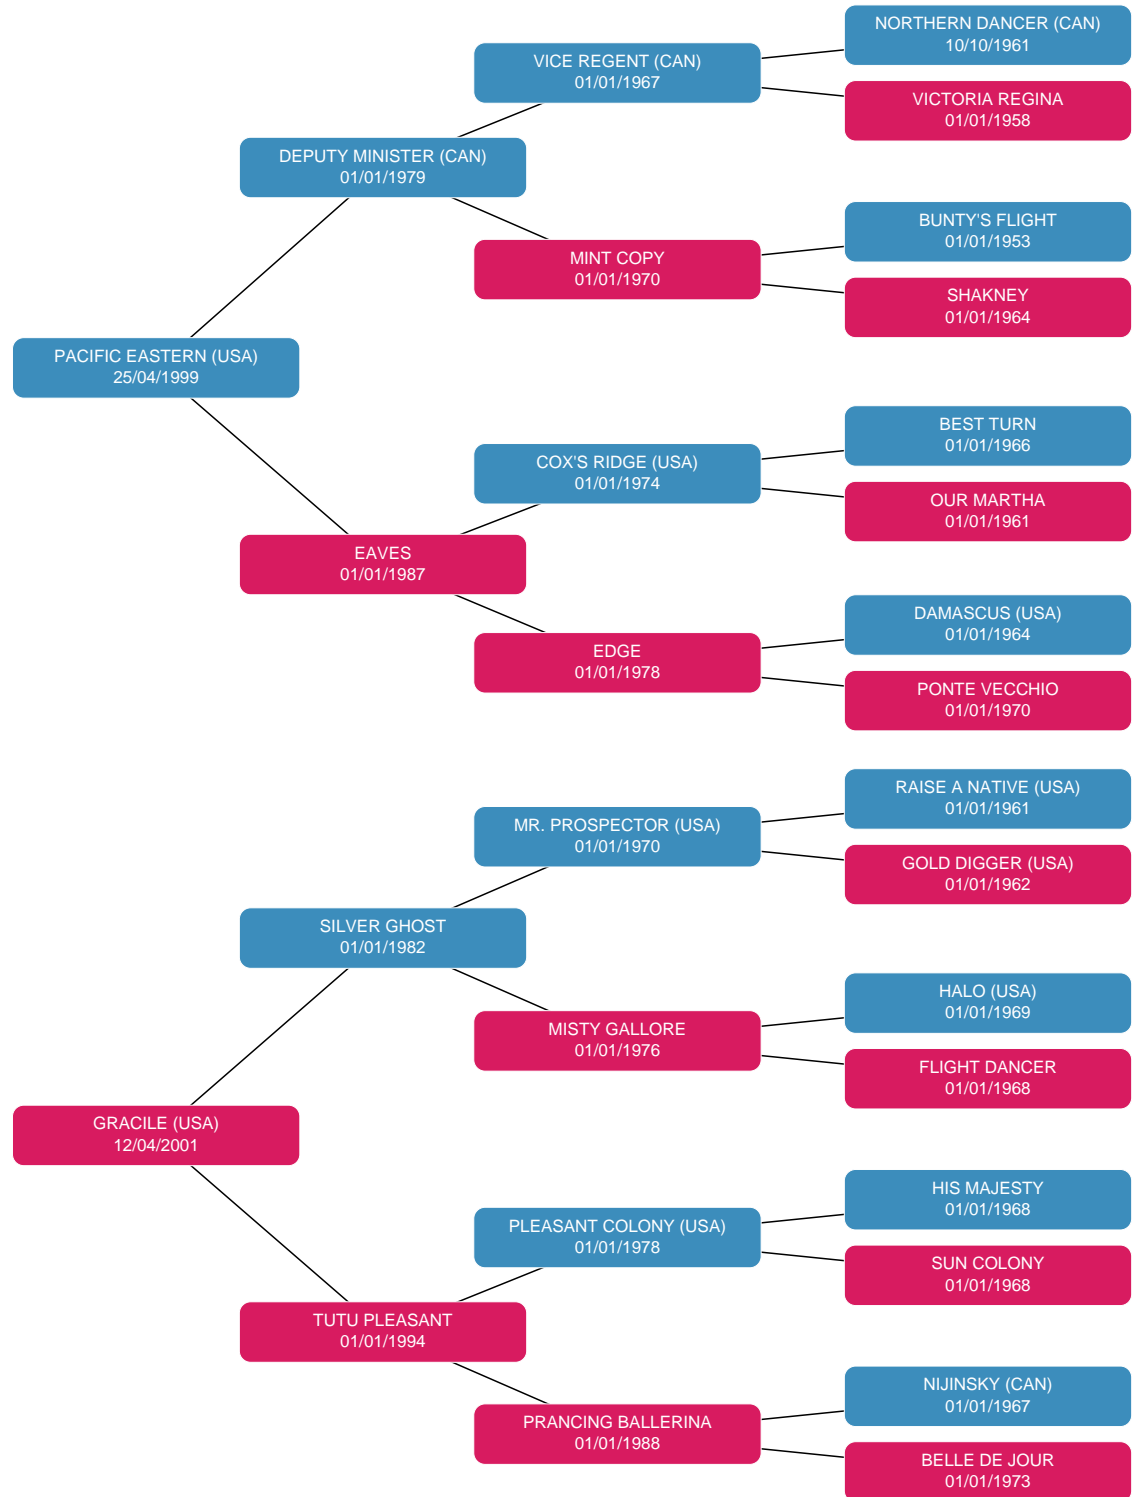 NORTHERN DANCER (CAN)
10/10/1961
VICE REGENT (CAN)
01/01/1967
VICTORIA REGINA
01/01/1958
DEPUTY MINISTER (CAN)
01/01/1979
BUNTY'S FLIGHT
01/01/1953
MINT COPY
01/01/1970
SHAKNEY
01/01/1964
PACIFIC EASTERN (USA)
25/04/1999
BEST TURN
01/01/1966
COX'S RIDGE (USA)
01/01/1974
OUR MARTHA
01/01/1961
EAVES
01/01/1987
DAMASCUS (USA)
01/01/1964
EDGE
01/01/1978
PONTE VECCHIO
01/01/1970
RAISE A NATIVE (USA)
01/01/1961
MR. PROSPECTOR (USA)
01/01/1970
GOLD DIGGER (USA)
01/01/1962
SILVER GHOST
01/01/1982
HALO (USA)
01/01/1969
MISTY GALLORE
01/01/1976
FLIGHT DANCER
01/01/1968
GRACILE (USA)
12/04/2001
HIS MAJESTY
01/01/1968
PLEASANT COLONY (USA)
01/01/1978
SUN COLONY
01/01/1968
TUTU PLEASANT
01/01/1994
NIJINSKY (CAN)
01/01/1967
PRANCING BALLERINA
01/01/1988
BELLE DE JOUR
01/01/1973